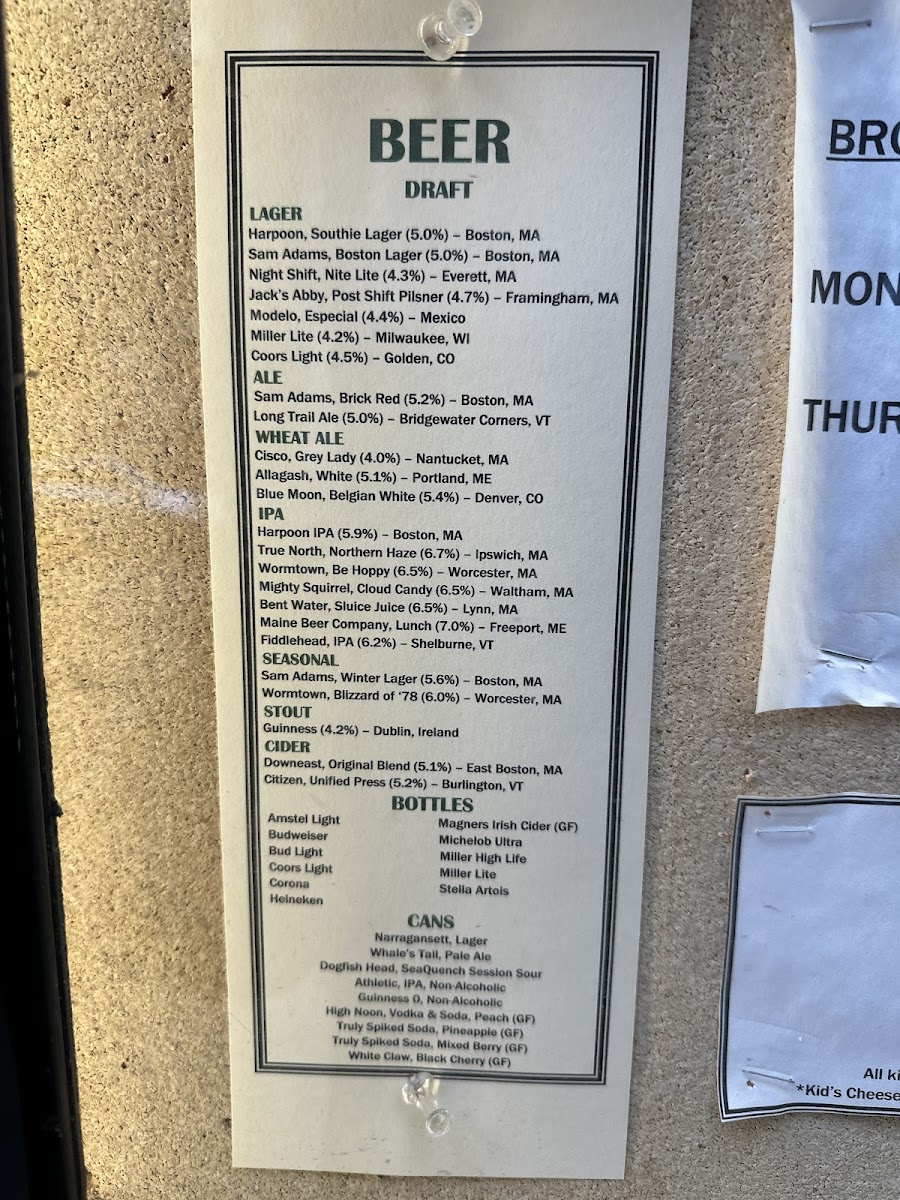 BEER
DRAFT
LAGER
Harpoon, Southie Lager (5.0%) – Boston, MA
Sam Adams, Boston Lager (5.0%) – Boston, MA
Night Shift, Nite Lite (4.3%) – Everett, MA
Jack's Abby, Post Shift Pilsner (4.7%) – Framingham, MA
Modelo, Especial (4.4%) – Mexico
Miller Lite (4.2%) – Milwaukee, WI
Coors Light (4.5%) – Golden, CO
ALE
Sam Adams, Brick Red (5.2%) – Boston, MA
Long Trail Ale (5.0%) – Bridgewater Corners, VT
WHEAT ALE
Cisco, Grey Lady (4.0%) – Nantucket, MA
Allagash, White (5.1%) – Portland, ME
Blue Moon, Belgian White (5.4%) – Denver, CO
IPA
Harpoon IPA (5.9%) – Boston, MA
True North, Northern Haze (6.7%) – Ipswich, MA
Wormtown, Be Hoppy (6.5%) – Worcester, MA
Mighty Squirrel, Cloud Candy (6.5%) – Waltham, MA
Bent Water, Sluice Juice (6.5%) – Lynn, MA
Maine Beer Company, Lunch (7.0%) – Freeport, ME
Fiddlehead, IPA (6.2%) – Shelburne, VT
SEASONAL
Sam Adams, Winter Lager (5.6%) – Boston, MA
Wormtown, Blizzard of '78 (6.0%) – Worcester, MA
STOUT
Guinness (4.2%) – Dublin, Ireland
CIDER
Downeast, Original Blend (5.1%) – East Boston, MA
Citizen, Unified Press (5.2%) – Burlington, VT
BOTTLES
Amstel Light
Budweiser
Bud Light
Coors Light
Corona
Heineken
Magners Irish Cider (GF)
Michelob Ultra
Miller High Life
Miller Lite
Stella Artois
CANS
Narragansett, Lager
Whale's Tail, Pale Ale
Dogfish Head, SeaQuench Session Sour
Athletic, IPA, Non-Alcoholic
Guinness 0, Non-Alcoholic
High Noon, Vodka & Soda, Peach (GF)
Truly Spiked Soda, Pineapple (GF)
Truly Spiked Soda, Mixed Berry (GF)
White Claw, Black Cherry (GF)
BRO
MON
THUR
All ki
*Kid's Cheese